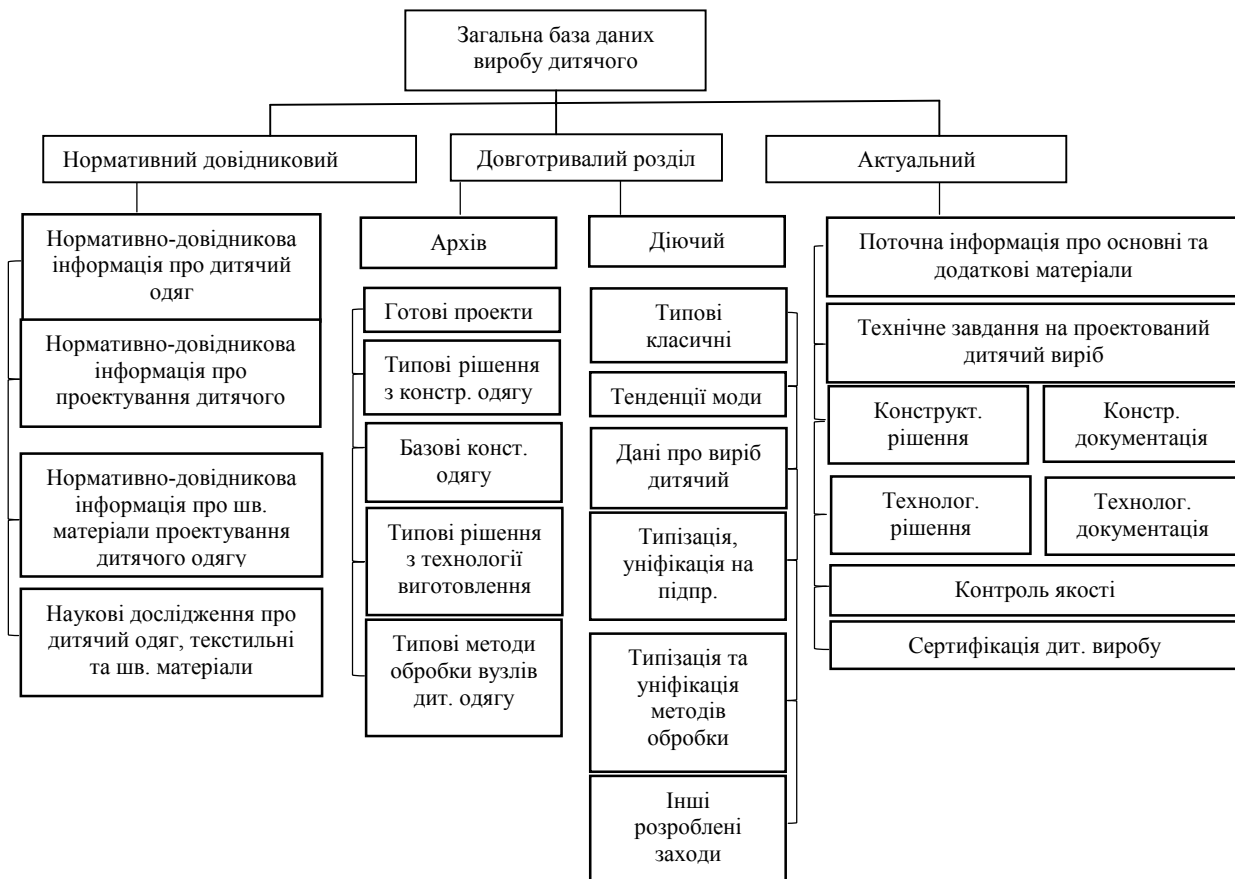 Загальна база даних
виробу дитячого
Нормативний довідниковий
Довготривалий розділ
Актуальний
Нормативно-довідникова
інформація про дитячий
одяг
Нормативно-довідникова
інформація про
проектування дитячого
Нормативно-довідникова
інформація про шв.
матеріали проектування
дитячого одягу
Наукові дослідження про
дитячий одяг, текстильні
та шв. матеріали
Архів
Готові проекти
Типові рішення
з констр. одягу
Базові конст.
одягу
Типові рішення
з технології
виготовлення
Типові методи
обробки вузлів
дит. одягу
Діючий
Типові
класичні
Тенденції моди
Дані про виріб
дитячий
Типізація,
уніфікація на
підпр.
Типізація та
уніфікація
методів
обробки
Інші
розроблені
заходи
Поточна інформація про основні та
додаткові матеріали
Технічне завдання на проектований
дитячий виріб
Конструкт.
рішення
Констр.
документація
Технолог.
рішення
Технолог.
документація
Контроль якості
Сертифікація дит. виробу